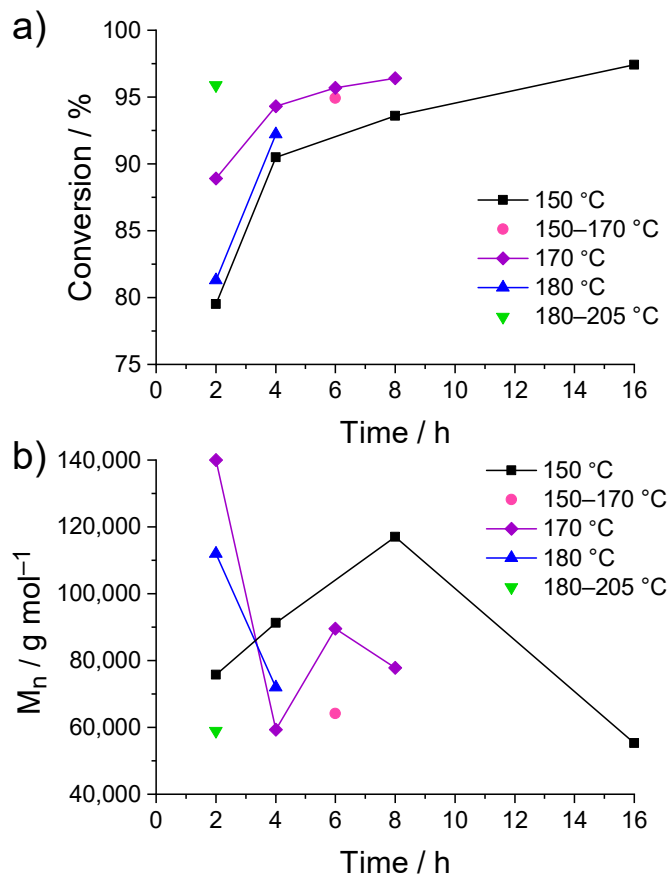 a)
100
95
90
85
80
75
Conversion / %
150 °C
150–170 °C
170 °C
180 °C
180–205 °C
0 2 4 6 8 10 12 14 16
Time / h
b)
140,000
120,000
100,000
80,000
60,000
40,000
Mn / g mol⁻¹
150 °C
150–170 °C
170 °C
180 °C
180–205 °C
0 2 4 6 8 10 12 14 16
Time / h